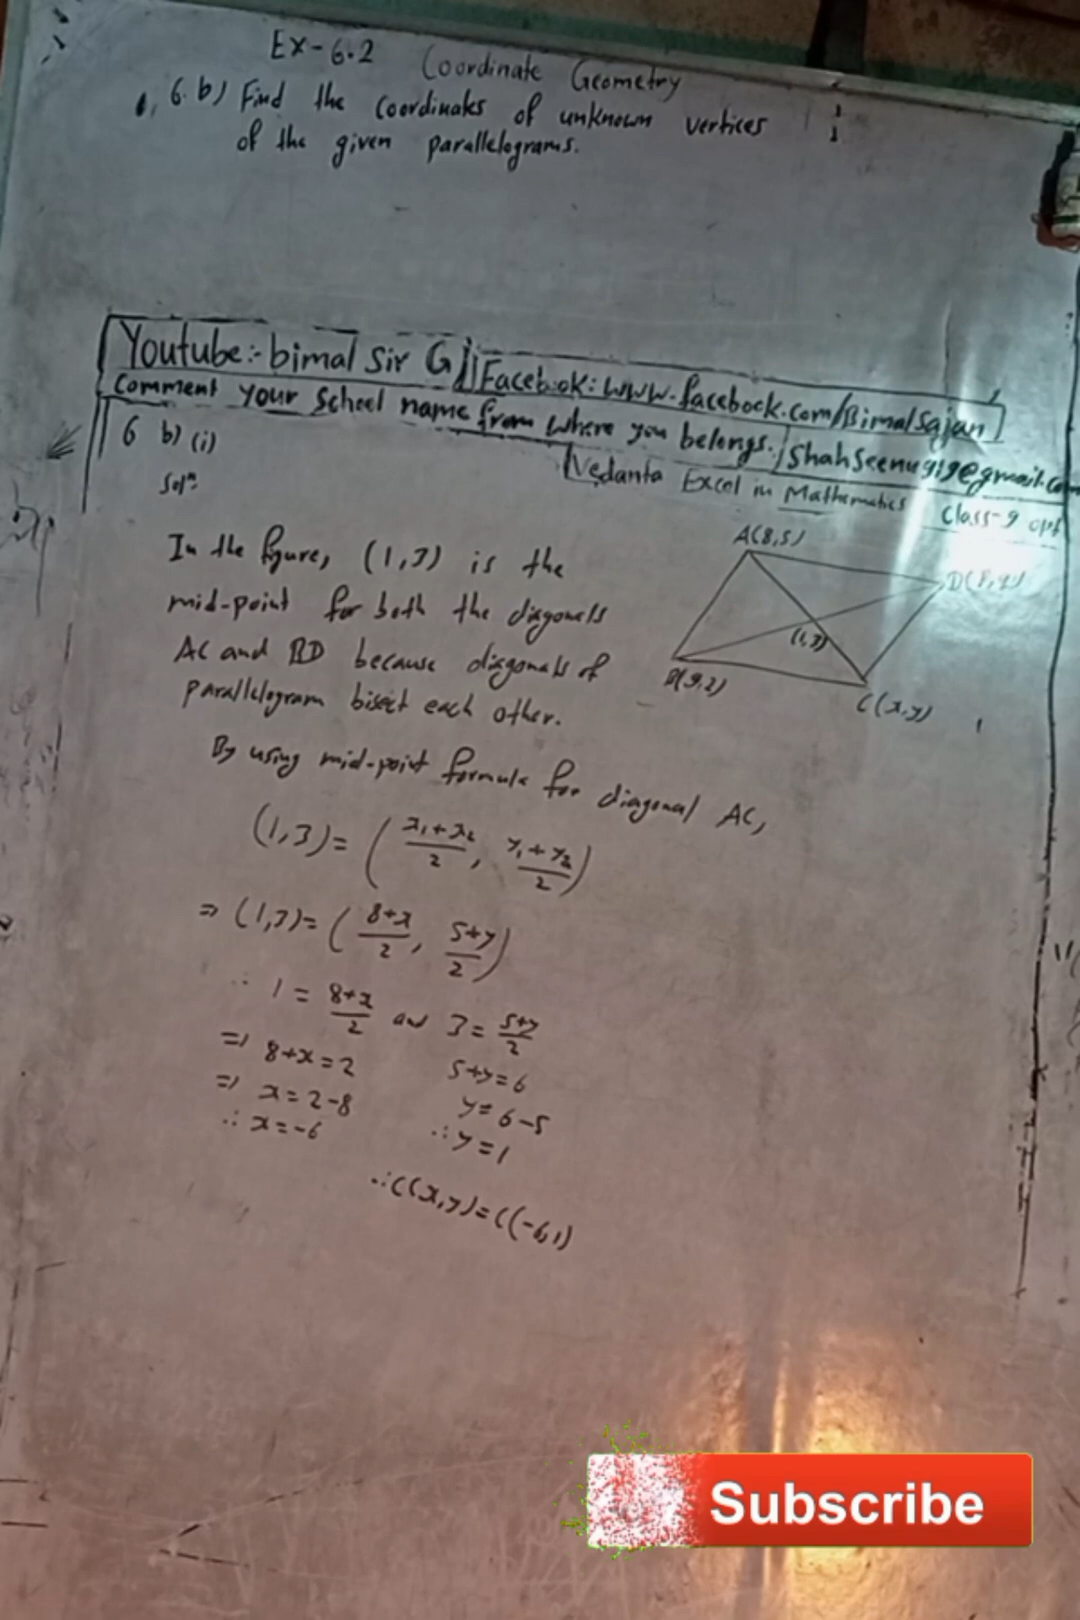 Ex-6.2 Coordinate Geometry
6. b) Find the coordinates of unknown vertices
of the given parallelograms.
Youtube:- bimal Sir G
Facebook: www.facebook.com/BimalSajan
Comment your School name from where you belongs.
Vedanta Excel in Mathematics Class-9 opt
6 b) (i)
Solⁿ:
A(8,5)
D(p,q)
(1,3)
B(9,2)
C(x,y)
In the figure, (1,3) is the
mid-point for both the diagonals
AC and BD because diagonals of
parallelogram bisect each other.
By using mid-point formula for diagonal AC,
(1,3) = (x₁+x₂/2, y₁+y₂/2)
⇒ (1,3) = (8+x/2, 5+y/2)
∴ 1 = 8+x/2 and 3 = 5+y/2
⇒ 8+x=2 5+y=6
⇒ x=2-8 y=6-5
∴ x=-6 ∴ y=1
∴ C(x,y)=C(-6,1)
Subscribe